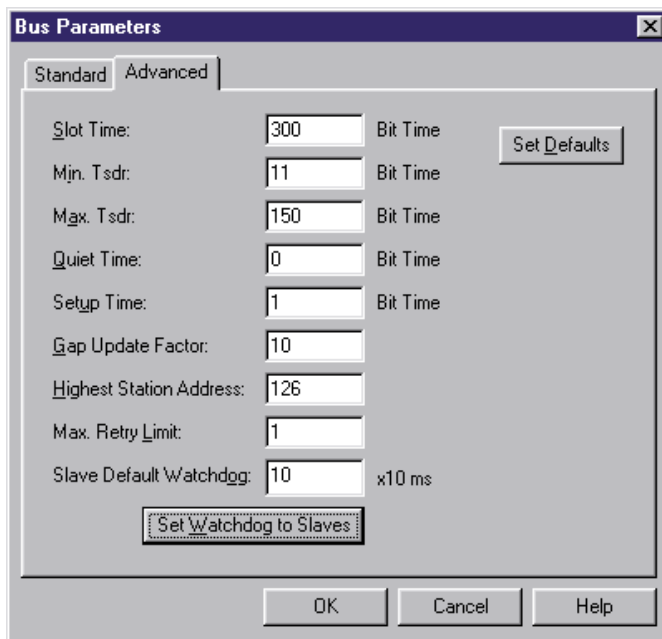 Bus Parameters
Standard Advanced
Slot Time: 300 Bit Time Set Defaults
Min. Tsdr: 11 Bit Time
Max. Tsdr: 150 Bit Time
Quiet Time: 0 Bit Time
Setup Time: 1 Bit Time
Gap Update Factor: 10
Highest Station Address: 126
Max. Retry Limit: 1
Slave Default Watchdog: 10 x10 ms
Set Watchdog to Slaves
OK Cancel Help